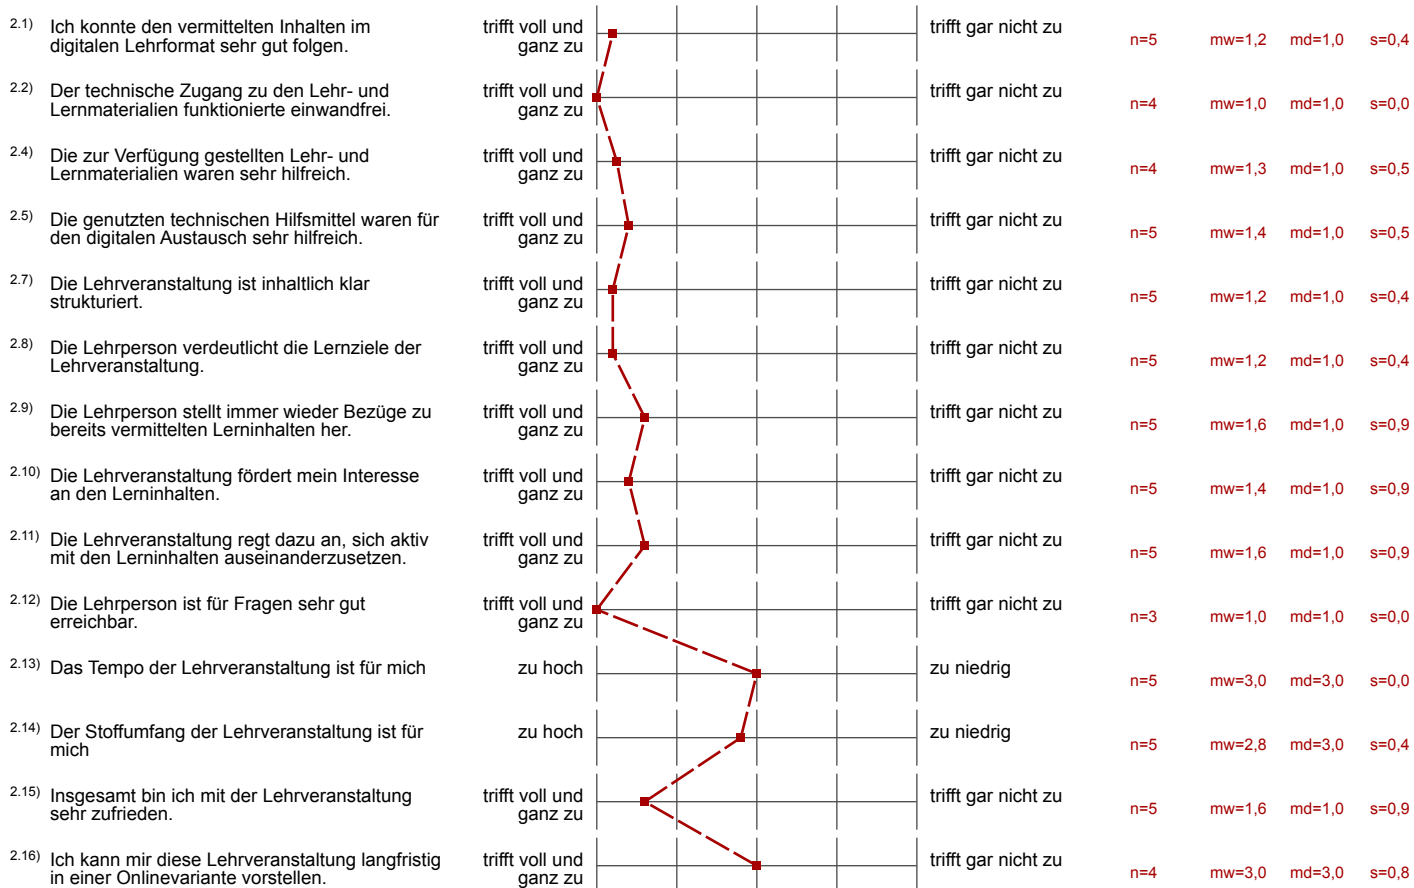 2.1) Ich konnte den vermittelten Inhalten im
digitalen Lehrformat sehr gut folgen.
trifft voll und
ganz zu
trifft gar nicht zu
n=5 mw=1,2 md=1,0 s=0,4
2.2) Der technische Zugang zu den Lehr- und
Lernmaterialien funktionierte einwandfrei.
trifft voll und
ganz zu
trifft gar nicht zu
n=4 mw=1,0 md=1,0 s=0,0
2.4) Die zur Verfügung gestellten Lehr- und
Lernmaterialien waren sehr hilfreich.
trifft voll und
ganz zu
trifft gar nicht zu
n=4 mw=1,3 md=1,0 s=0,5
2.5) Die genutzten technischen Hilfsmittel waren für
den digitalen Austausch sehr hilfreich.
trifft voll und
ganz zu
trifft gar nicht zu
n=5 mw=1,4 md=1,0 s=0,5
2.7) Die Lehrveranstaltung ist inhaltlich klar
strukturiert.
trifft voll und
ganz zu
trifft gar nicht zu
n=5 mw=1,2 md=1,0 s=0,4
2.8) Die Lehrperson verdeutlicht die Lernziele der
Lehrveranstaltung.
trifft voll und
ganz zu
trifft gar nicht zu
n=5 mw=1,2 md=1,0 s=0,4
2.9) Die Lehrperson stellt immer wieder Bezüge zu
bereits vermittelten Lerninhalten her.
trifft voll und
ganz zu
trifft gar nicht zu
n=5 mw=1,6 md=1,0 s=0,9
2.10) Die Lehrveranstaltung fördert mein Interesse
an den Lerninhalten.
trifft voll und
ganz zu
trifft gar nicht zu
n=5 mw=1,4 md=1,0 s=0,9
2.11) Die Lehrveranstaltung regt dazu an, sich aktiv
mit den Lerninhalten auseinanderzusetzen.
trifft voll und
ganz zu
trifft gar nicht zu
n=5 mw=1,6 md=1,0 s=0,9
2.12) Die Lehrperson ist für Fragen sehr gut
erreichbar.
trifft voll und
ganz zu
trifft gar nicht zu
n=3 mw=1,0 md=1,0 s=0,0
2.13) Das Tempo der Lehrveranstaltung ist für mich
zu hoch
zu niedrig
n=5 mw=3,0 md=3,0 s=0,0
2.14) Der Stoffumfang der Lehrveranstaltung ist für
mich
zu hoch
zu niedrig
n=5 mw=2,8 md=3,0 s=0,4
2.15) Insgesamt bin ich mit der Lehrveranstaltung
sehr zufrieden.
trifft voll und
ganz zu
trifft gar nicht zu
n=5 mw=1,6 md=1,0 s=0,9
2.16) Ich kann mir diese Lehrveranstaltung langfristig
in einer Onlinevariante vorstellen.
trifft voll und
ganz zu
trifft gar nicht zu
n=4 mw=3,0 md=3,0 s=0,8